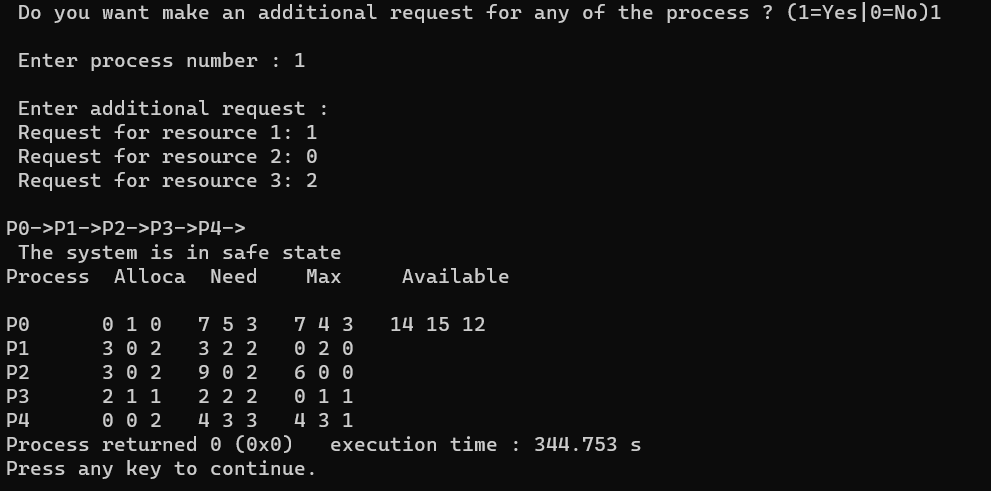 Do you want make an additional request for any of the process ? (1=Yes|0=No)1
Enter process number : 1
Enter additional request :
Request for resource 1: 1
Request for resource 2: 0
Request for resource 3: 2
P0->P1->P2->P3->P4->
The system is in safe state
Process  Alloca  Need    Max     Available
P0      0 1 0   7 5 3   7 4 3   14 15 12
P1      3 0 2   3 2 2   0 2 0
P2      3 0 2   9 0 2   6 0 0
P3      2 1 1   2 2 2   0 1 1
P4      0 0 2   4 3 3   4 3 1
Process returned 0 (0x0)   execution time : 344.753 s
Press any key to continue.